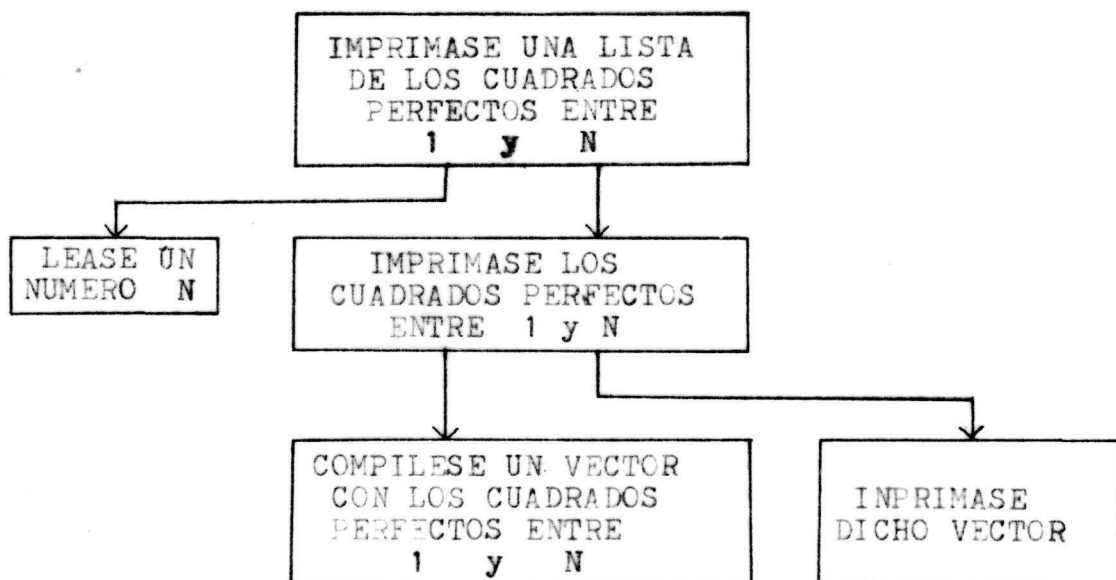 IMPRIMASE UNA LISTA
DE LOS CUADRADOS
PERFECTOS ENTRE
1 y N
LEASE UN
NUMERO N
IMPRIMASE LOS
CUADRADOS PERFECTOS
ENTRE 1 y N
COMPILESE UN VECTOR
CON LOS CUADRADOS
PERFECTOS ENTRE
1 y N
INPRIMASE
DICHO VECTOR